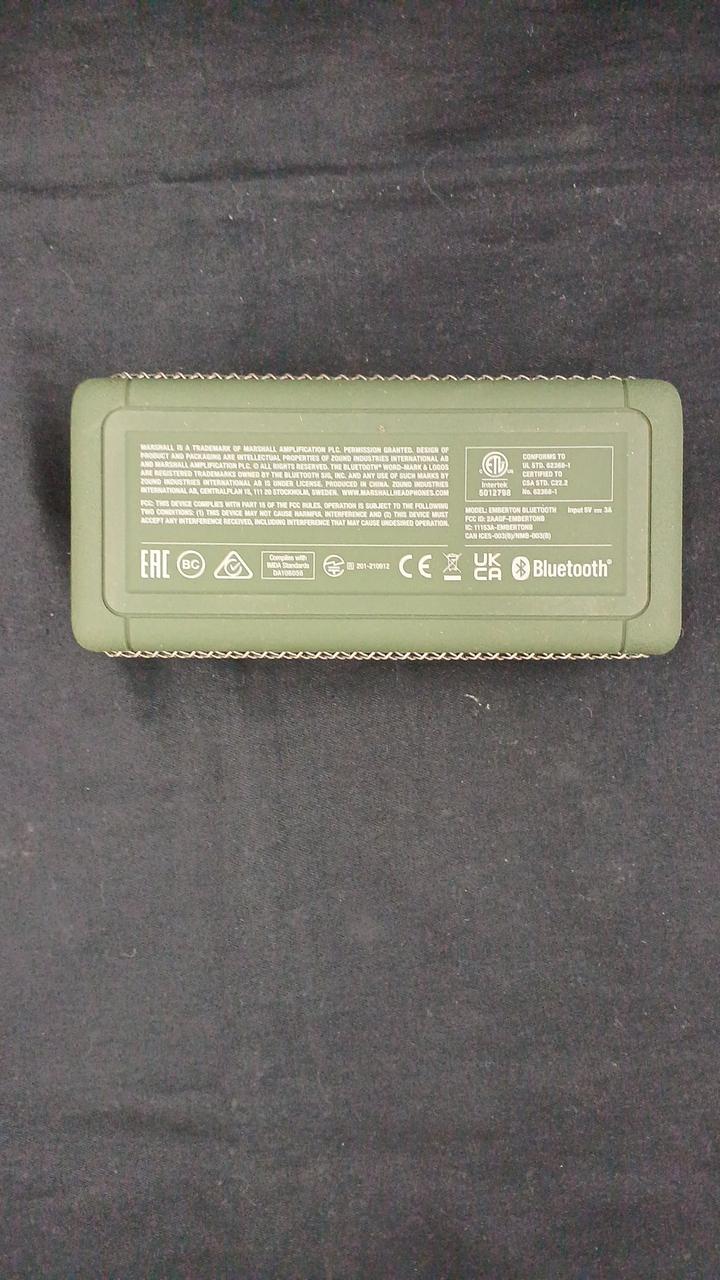 MARSHALL IS A TRADEMARK OF MARSHALL AMPLIFICATION PLC. PERMISSION GRANTED. DESIGN OF
PRODUCT AND PACKAGING ARE INTELLECTUAL PROPERTIES OF ZOUND INDUSTRIES INTERNATIONAL AB
AND MARSHALL AMPLIFICATION PLC. © ALL RIGHTS RESERVED. THE BLUETOOTH® WORD-MARK & LOGOS
ARE REGISTERED TRADEMARKS OWNED BY THE BLUETOOTH SIG, INC. AND ANY USE OF SUCH MARKS BY
ZOUND INDUSTRIES INTERNATIONAL AB IS UNDER LICENSE. PRODUCED IN CHINA. ZOUND INDUSTRIES
INTERNATIONAL AB, CENTRALPLAN 15, 111 20 STOCKHOLM, SWEDEN. WWW.MARSHALLHEADPHONES.COM
FCC: THIS DEVICE COMPLIES WITH PART 15 OF THE FCC RULES. OPERATION IS SUBJECT TO THE FOLLOWING
TWO CONDITIONS: (1) THIS DEVICE MAY NOT CAUSE HARMFUL INTERFERENCE AND (2) THIS DEVICE MUST
ACCEPT ANY INTERFERENCE RECEIVED, INCLUDING INTERFERENCE THAT MAY CAUSE UNDESIRED OPERATION.
ETL
C US
Intertek
5012798
CONFORMS TO
UL STD. 62368-1
CERTIFIED TO
CSA STD. C22.2
No. 62368-1
MODEL: EMBERTON BLUETOOTH Input 5V ⎓ 3A
FCC ID: 2AAGF-EMBERTONB
IC: 11153A-EMBERTONB
CAN ICES-003(B)/NMB-003(B)
EAC
BC
Complies with
IMDA Standards
DA108056
R 201-210912
CE
UK
CA
Bluetooth®